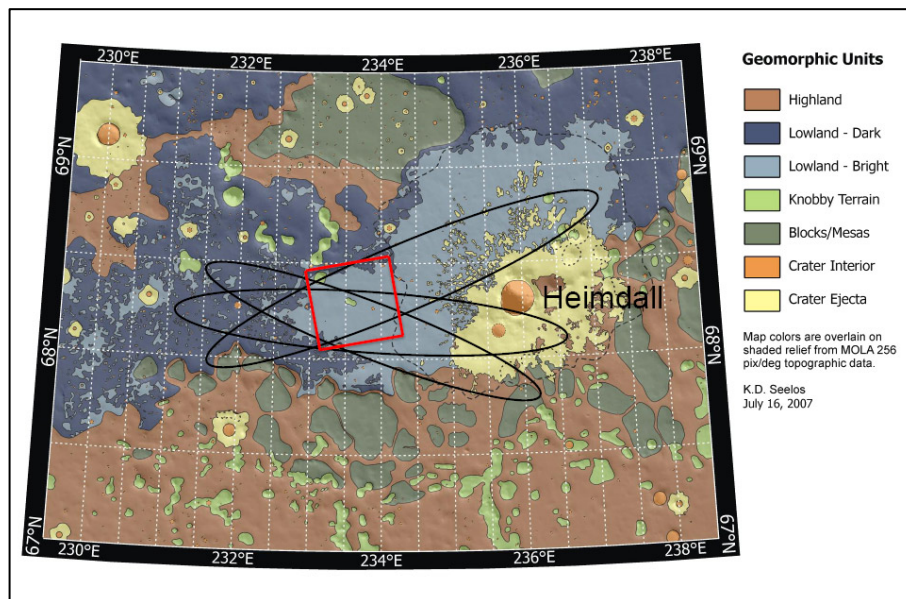 230°E
232°E
234°E
236°E
238°E
69°N
69°N
68°N
68°N
67°N
67°N
230°E
232°E
234°E
236°E
238°E
Heimdall
Geomorphic Units
Highland
Lowland - Dark
Lowland - Bright
Knobby Terrain
Blocks/Mesas
Crater Interior
Crater Ejecta
Map colors are overlain on
shaded relief from MOLA 256
pix/deg topographic data.
K.D. Seelos
July 16, 2007